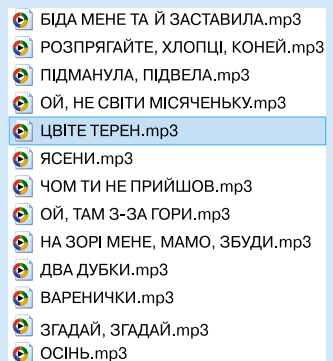 БІДА МЕНЕ ТА Й ЗАСТАВИЛА.mp3
РОЗПРЯГАЙТЕ, ХЛОПЦІ, КОНЕЙ.mp3
ПІДМАНУЛА, ПІДВЕЛА.mp3
ОЙ, НЕ СВІТИ МІСЯЧЕНЬКУ.mp3
ЦВІТЕ ТЕРЕН.mp3
ЯСЕНИ.mp3
ЧОМ ТИ НЕ ПРИЙШОВ.mp3
ОЙ, ТАМ З-ЗА ГОРИ.mp3
НА ЗОРІ МЕНЕ, МАМО, ЗБУДИ.mp3
ДВА ДУБКИ.mp3
ВАРЕНИЧКИ.mp3
ЗГАДАЙ, ЗГАДАЙ.mp3
ОСІНЬ.mp3